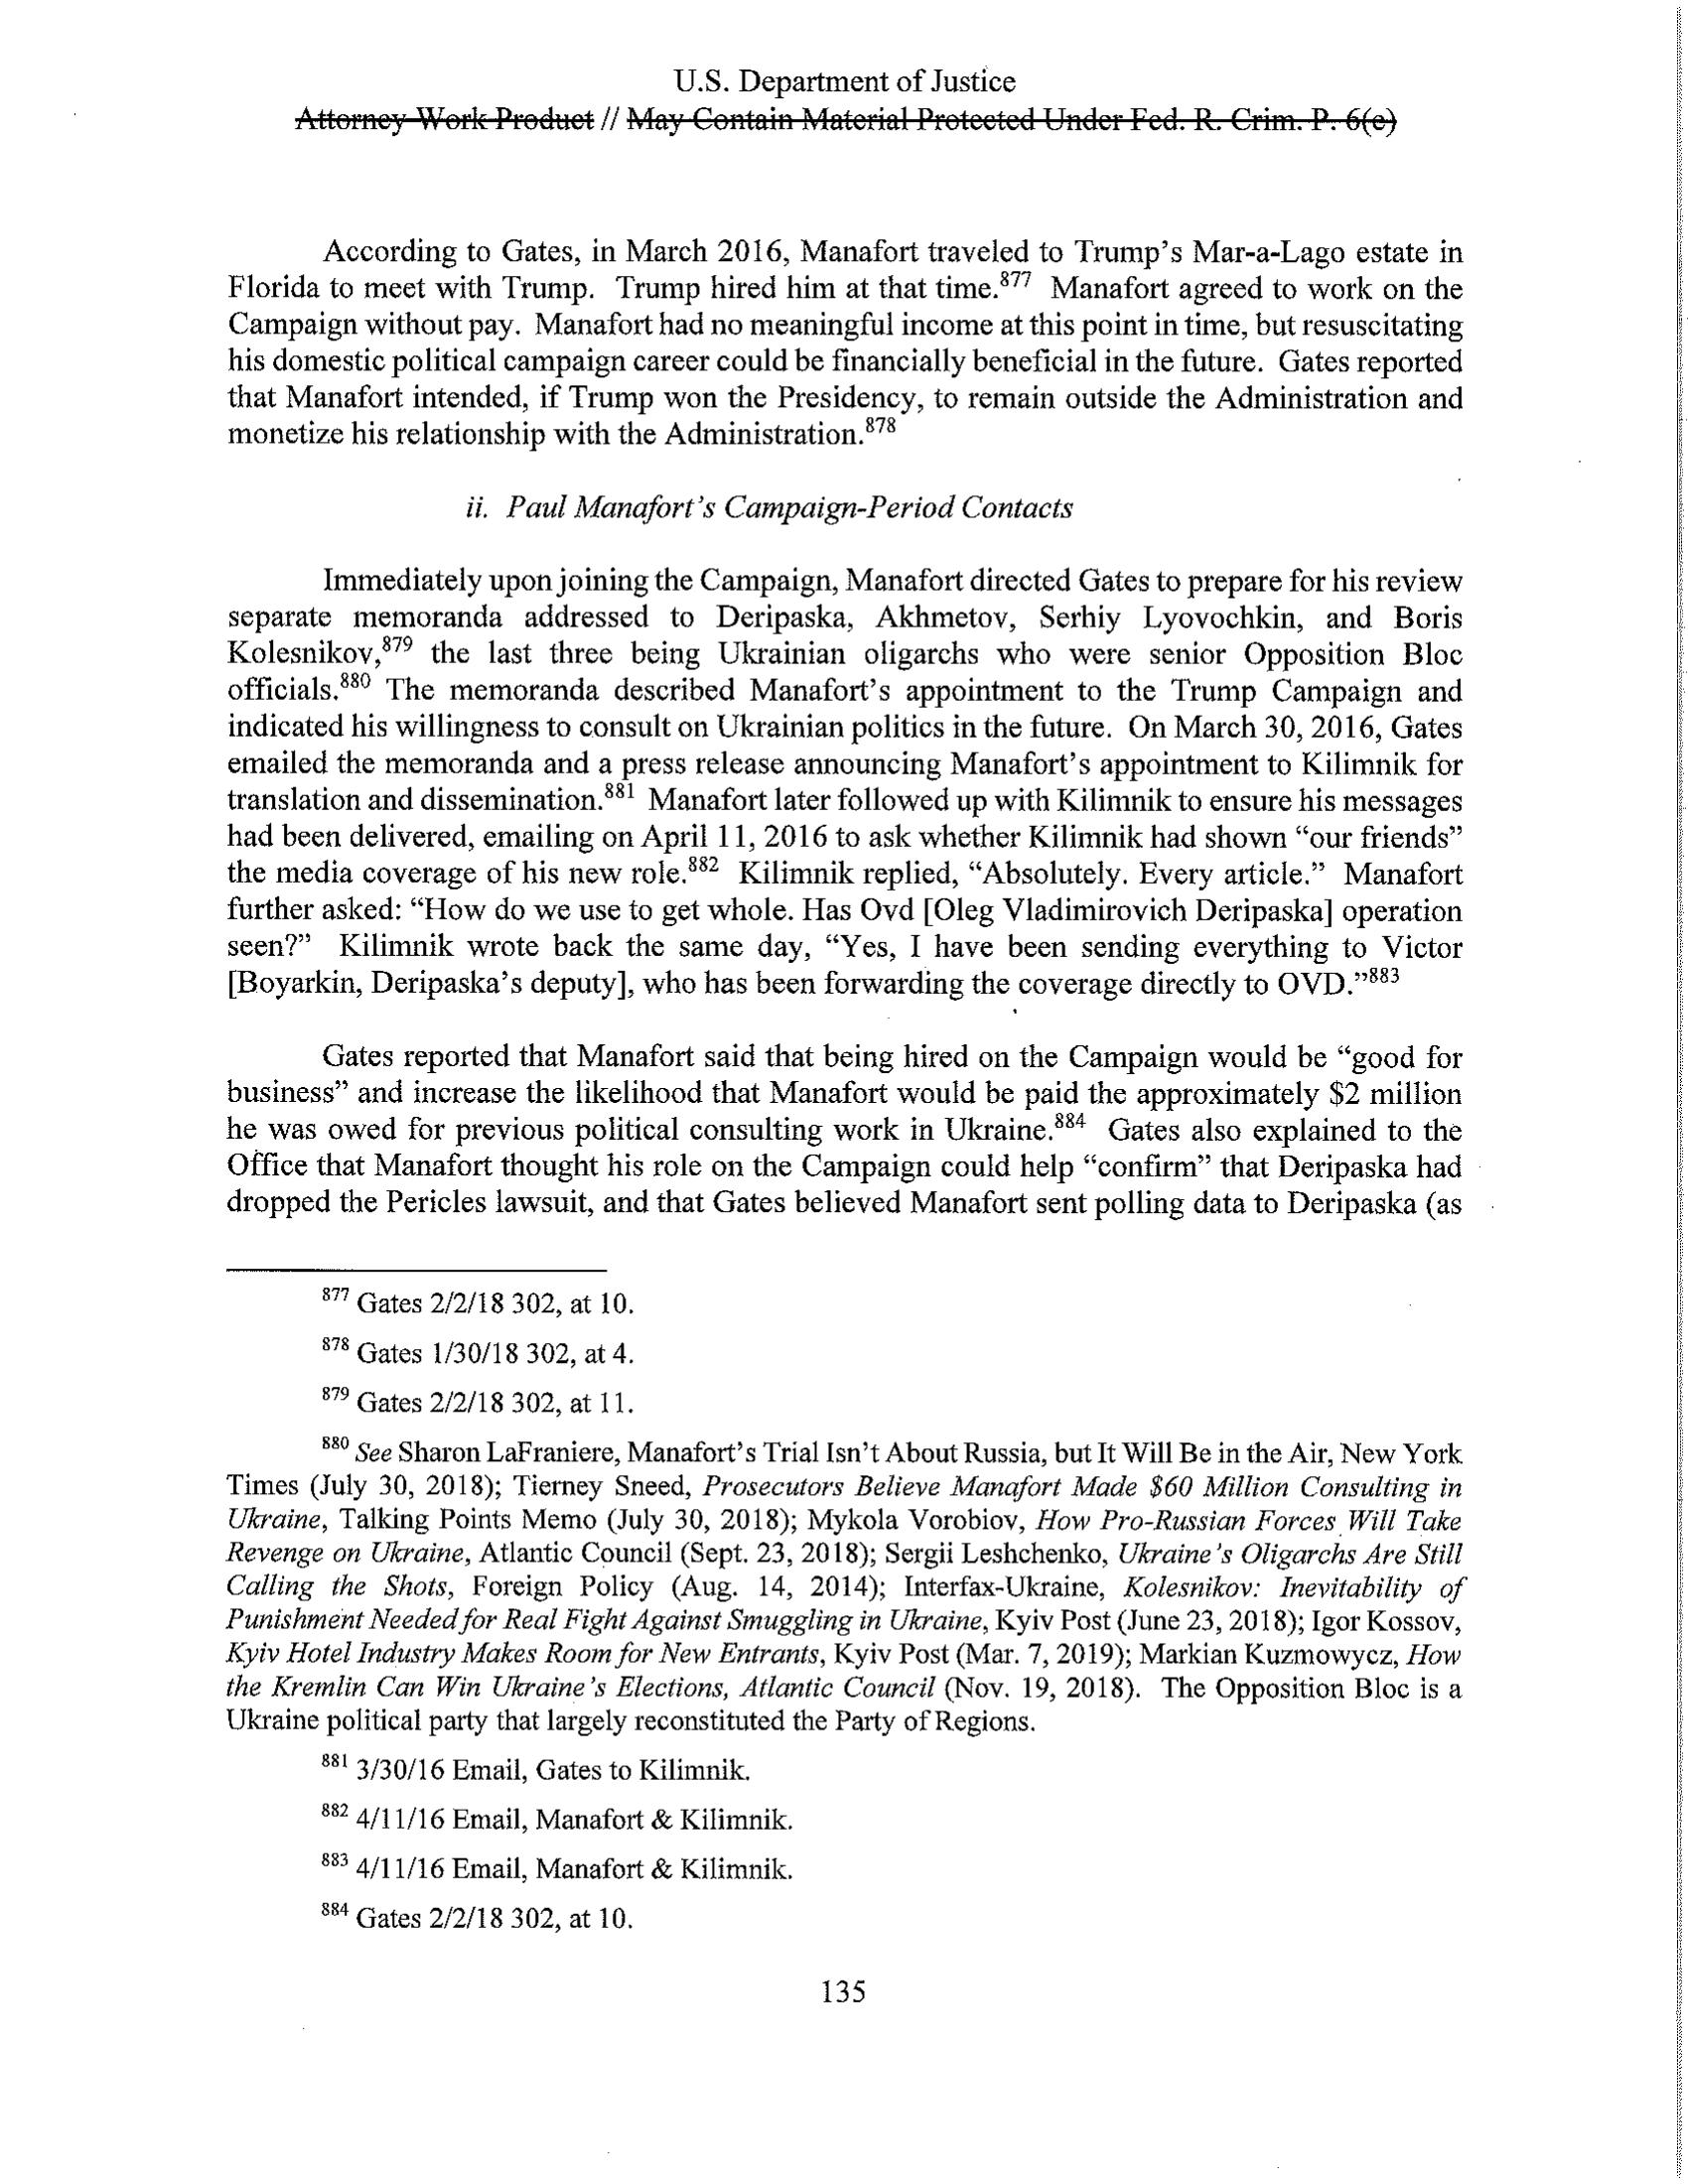 U.S. Department of Justice
Attorney Work Product // May Contain Material Protected Under Fed. R. Crim. P. 6(e)
According to Gates, in March 2016, Manafort traveled to Trump's Mar-a-Lago estate in
Florida to meet with Trump. Trump hired him at that time.877 Manafort agreed to work on the
Campaign without pay. Manafort had no meaningful income at this point in time, but resuscitating
his domestic political campaign career could be financially beneficial in the future. Gates reported
that Manafort intended, if Trump won the Presidency, to remain outside the Administration and
monetize his relationship with the Administration.878
ii. Paul Manafort's Campaign-Period Contacts
Immediately upon joining the Campaign, Manafort directed Gates to prepare for his review
separate memoranda addressed to Deripaska, Akhmetov, Serhiy Lyovochkin, and Boris
Kolesnikov,879 the last three being Ukrainian oligarchs who were senior Opposition Bloc
officials.880 The memoranda described Manafort's appointment to the Trump Campaign and
indicated his willingness to consult on Ukrainian politics in the future. On March 30, 2016, Gates
emailed the memoranda and a press release announcing Manafort's appointment to Kilimnik for
translation and dissemination.881 Manafort later followed up with Kilimnik to ensure his messages
had been delivered, emailing on April 11, 2016 to ask whether Kilimnik had shown "our friends"
the media coverage of his new role.882 Kilimnik replied, "Absolutely. Every article." Manafort
further asked: "How do we use to get whole. Has Ovd [Oleg Vladimirovich Deripaska] operation
seen?" Kilimnik wrote back the same day, "Yes, I have been sending everything to Victor
[Boyarkin, Deripaska's deputy], who has been forwarding the coverage directly to OVD."883
Gates reported that Manafort said that being hired on the Campaign would be "good for
business" and increase the likelihood that Manafort would be paid the approximately $2 million
he was owed for previous political consulting work in Ukraine.884 Gates also explained to the
Office that Manafort thought his role on the Campaign could help "confirm" that Deripaska had
dropped the Pericles lawsuit, and that Gates believed Manafort sent polling data to Deripaska (as
877 Gates 2/2/18 302, at 10.
878 Gates 1/30/18 302, at 4.
879 Gates 2/2/18 302, at 11.
880 See Sharon LaFraniere, Manafort's Trial Isn't About Russia, but It Will Be in the Air, New York
Times (July 30, 2018); Tierney Sneed, Prosecutors Believe Manafort Made $60 Million Consulting in
Ukraine, Talking Points Memo (July 30, 2018); Mykola Vorobiov, How Pro-Russian Forces Will Take
Revenge on Ukraine, Atlantic Council (Sept. 23, 2018); Sergii Leshchenko, Ukraine's Oligarchs Are Still
Calling the Shots, Foreign Policy (Aug. 14, 2014); Interfax-Ukraine, Kolesnikov: Inevitability of
Punishment Needed for Real Fight Against Smuggling in Ukraine, Kyiv Post (June 23, 2018); Igor Kossov,
Kyiv Hotel Industry Makes Room for New Entrants, Kyiv Post (Mar. 7, 2019); Markian Kuzmowycz, How
the Kremlin Can Win Ukraine's Elections, Atlantic Council (Nov. 19, 2018). The Opposition Bloc is a
Ukraine political party that largely reconstituted the Party of Regions.
881 3/30/16 Email, Gates to Kilimnik.
882 4/11/16 Email, Manafort & Kilimnik.
883 4/11/16 Email, Manafort & Kilimnik.
884 Gates 2/2/18 302, at 10.
135